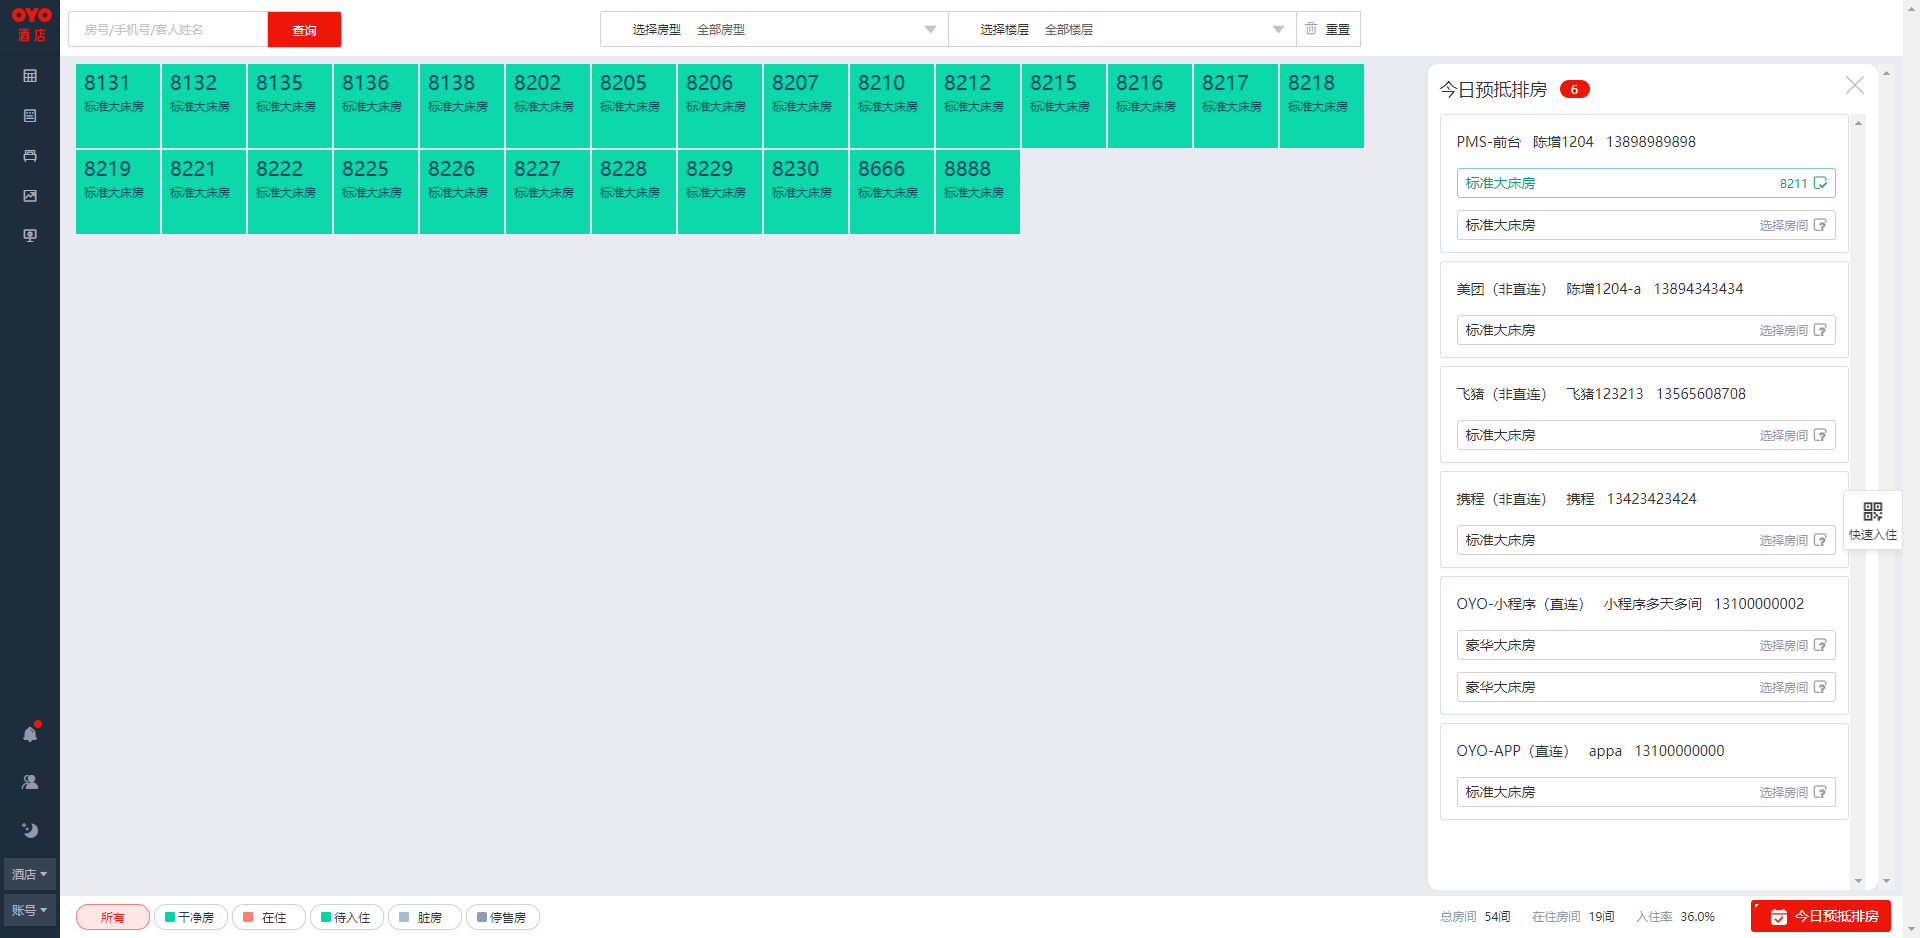 OYO
酒店
房号/手机号/客人姓名 查询 选择房型 全部房型 选择楼层 全部楼层 重置
8131 8132 8135 8136 8138 8202 8205 8206 8207 8210 8212 8215 8216 8217 8218
标准大床房 标准大床房 标准大床房 标准大床房 标准大床房 标准大床房 标准大床房 标准大床房 标准大床房 标准大床房 标准大床房 标准大床房 标准大床房 标准大床房 标准大床房
8219 8221 8222 8225 8226 8227 8228 8229 8230 8666 8888
标准大床房 标准大床房 标准大床房 标准大床房 标准大床房 标准大床房 标准大床房 标准大床房 标准大床房 标准大床房 标准大床房
今日预抵排房 6
PMS-前台 陈增1204 13898989898
标准大床房 8211
标准大床房 选择房间
美团（非直连） 陈增1204-a 13894343434
标准大床房 选择房间
飞猪（非直连） 飞猪123213 13565608708
标准大床房 选择房间
携程（非直连） 携程 13423423424
标准大床房 选择房间
OYO-小程序（直连） 小程序多天多间 13100000002
豪华大床房 选择房间
豪华大床房 选择房间
OYO-APP（直连） appa 13100000000
标准大床房 选择房间
快速入住
酒店
账号
所有 干净房 在住 待入住 脏房 停售房
总房间 54间 在住房间 19间 入住率 36.0% 今日预抵排房